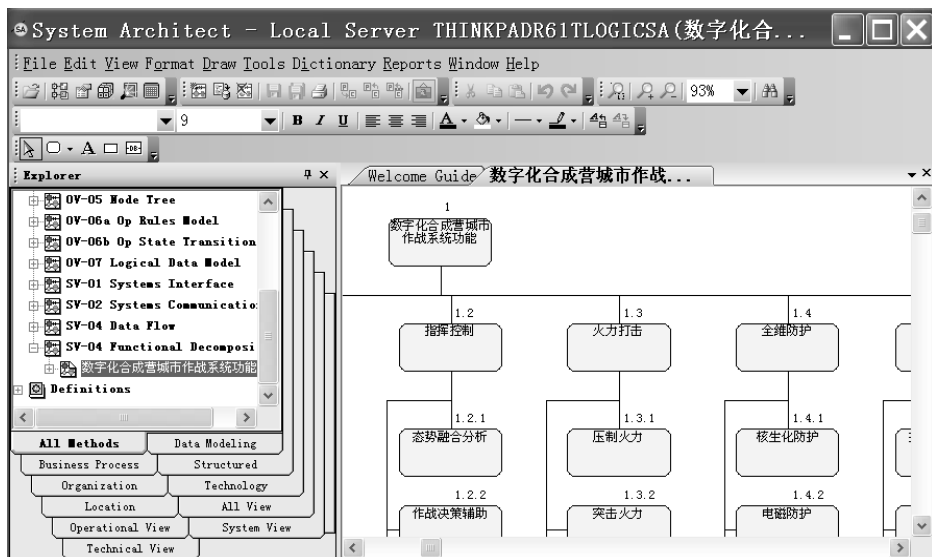 System Architect - Local Server THINKPADR61TLOGICSA(数字化合...
File Edit View Format Draw Tools Dictionary Reports Window Help
93%
9
B I U
A
A
Explorer
Welcome Guide
数字化合成营城市作战...
OV-05 Node Tree
OV-06a Op Rules Model
OV-06b Op State Transition
OV-07 Logical Data Model
SV-01 Systems Interface
SV-02 Systems Communicatio
SV-04 Data Flow
SV-04 Functional Decomposi
数字化合成营城市作战系统功能
Definitions
All Methods
Data Modeling
Business Process
Structured
Organization
Technology
Location
All View
Operational View
System View
Technical View
1
数字化合成营城市
作战系统功能
1.2
指挥控制
1.3
火力打击
1.4
全维防护
1.2.1
态势融合分析
1.3.1
压制火力
1.4.1
核生化防护
1.2.2
作战决策辅助
1.3.2
突击火力
1.4.2
电磁防护